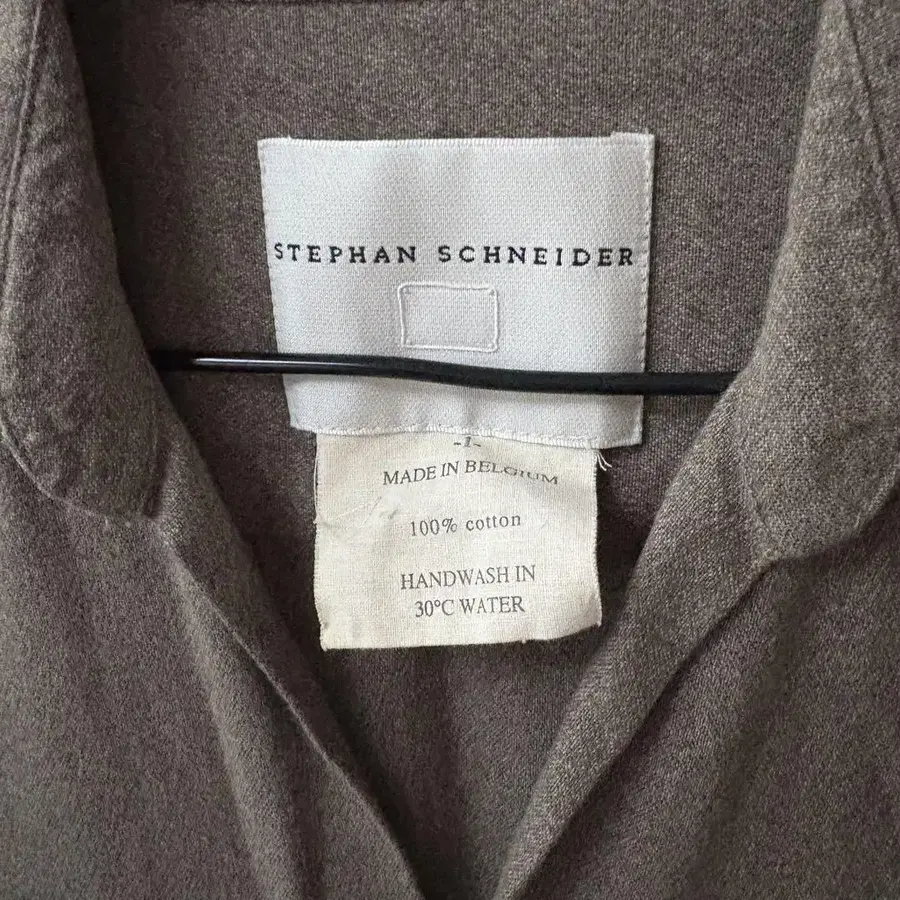 STEPHAN SCHNEIDER
-1-
MADE IN BELGIUM
100% cotton
HANDWASH IN
30°C WATER